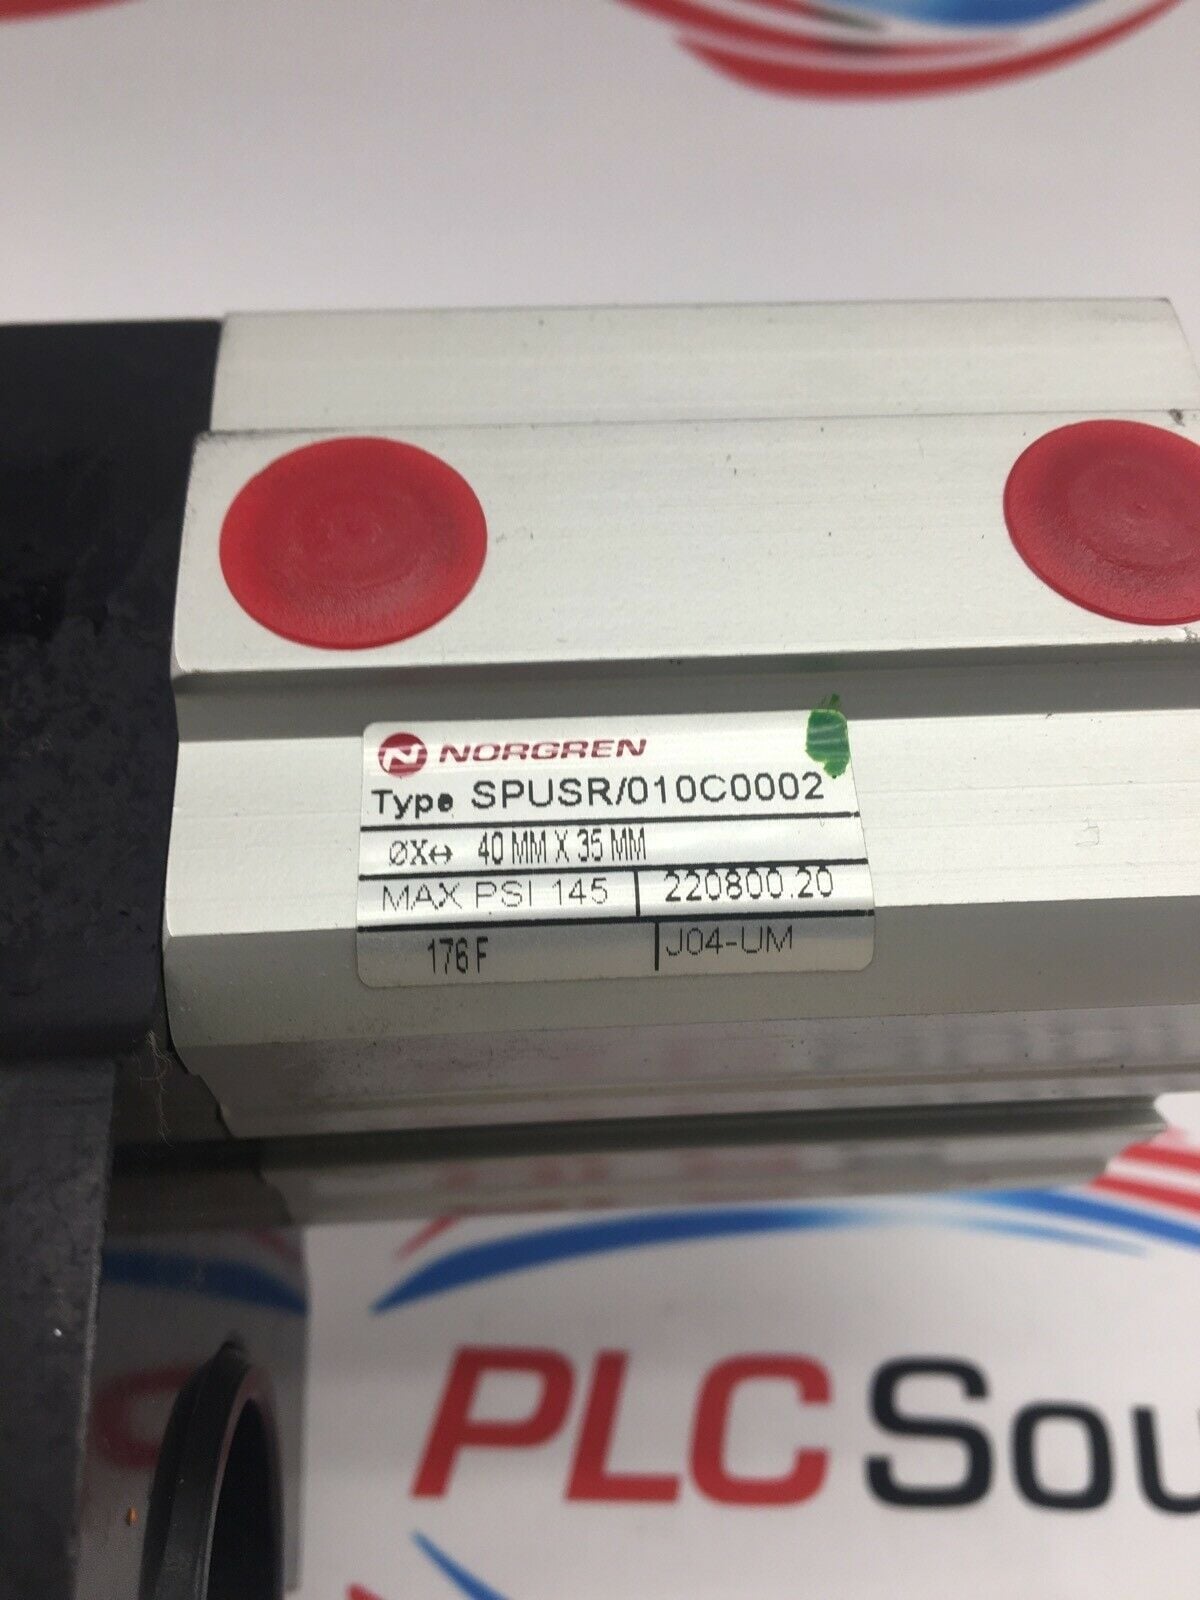 NORGREN
Type SPUSR/010C0002
ØX↔ 40 MM X 35 MM
MAX PSI 145 220800.20
176 F J04-UM
PLC Sou